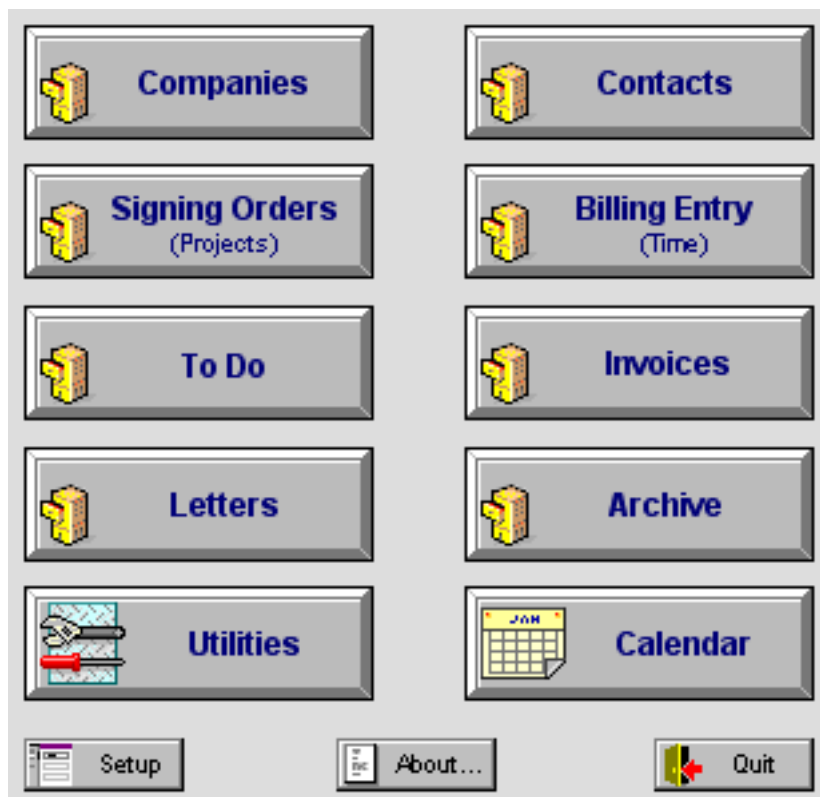 Companies
Contacts
Signing Orders
(Projects)
Billing Entry
(Time)
To Do
Invoices
Letters
Archive
Utilities
JAN
Calendar
Setup
About...
Quit